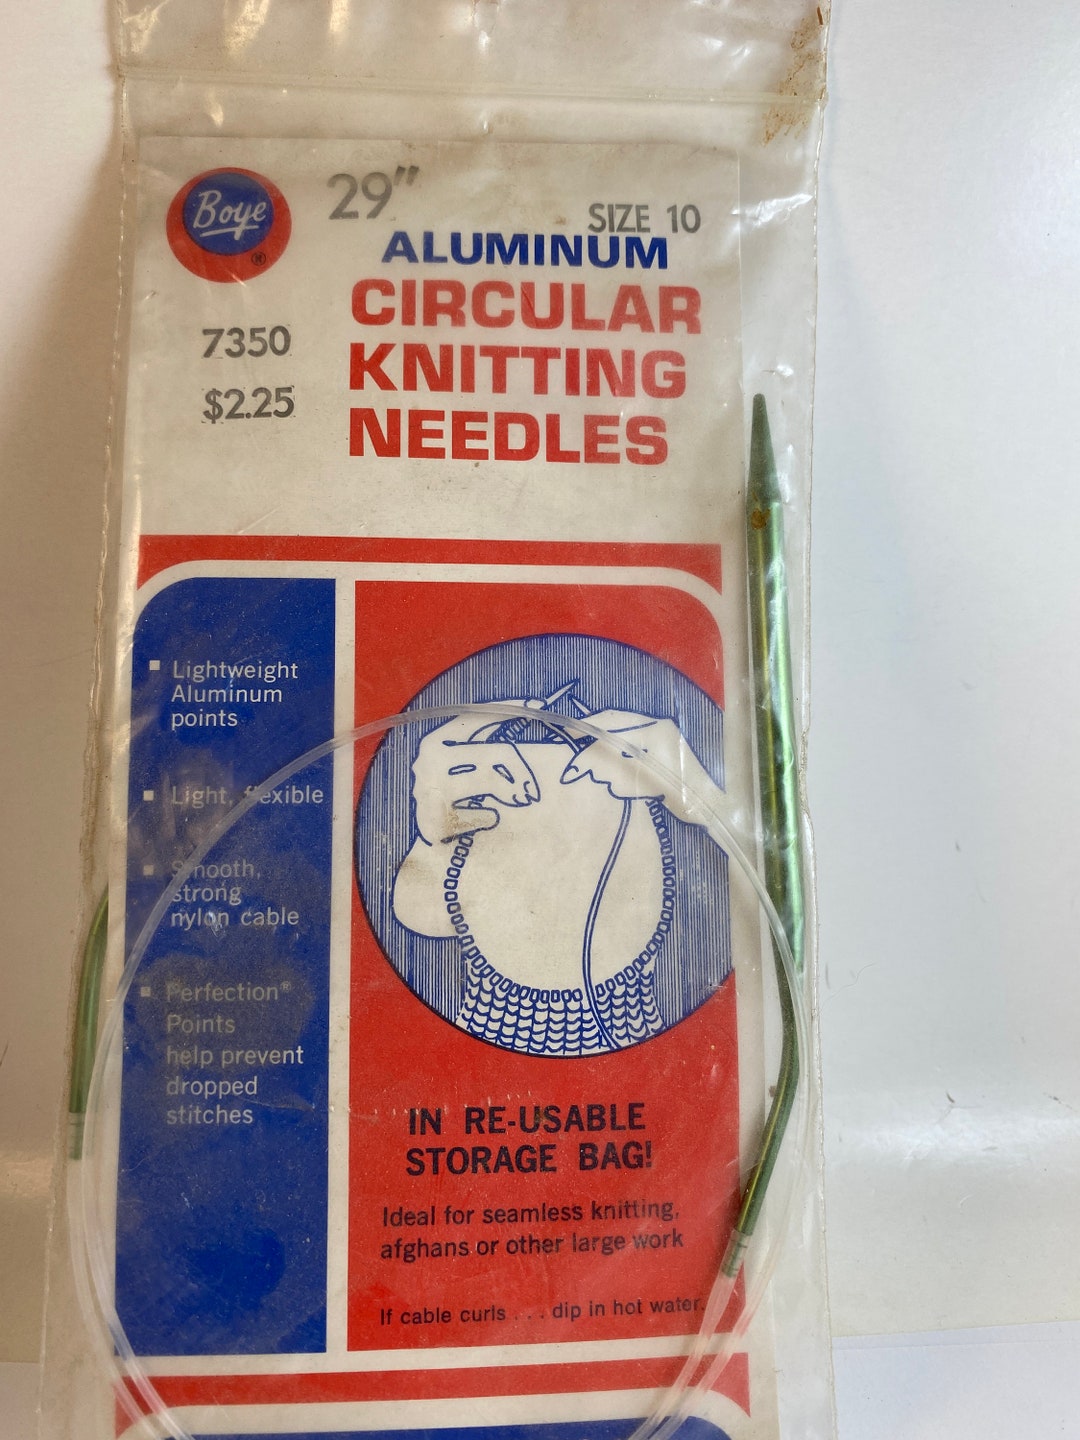 Boye
®
29"
SIZE 10
ALUMINUM
CIRCULAR
KNITTING
NEEDLES
7350
$2.25
▪ Lightweight
Aluminum
points
▪ Light, flexible
▪ Smooth,
strong
nylon cable
▪ Perfection®
Points
help prevent
dropped
stitches
IN RE-USABLE
STORAGE BAG!
Ideal for seamless knitting,
afghans or other large work
If cable curls . . . dip in hot water.